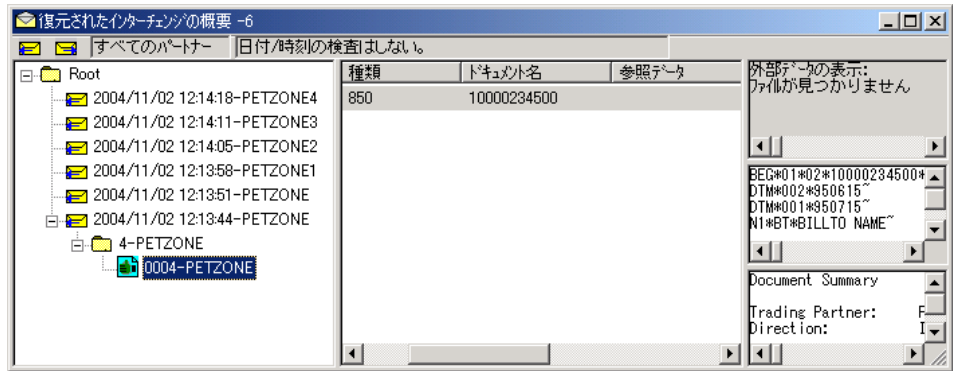 復元されたインターチェンジの概要 -6
すべてのパートナー 日付/時刻の検査はしない。
Root
2004/11/02 12:14:18-PETZONE4
2004/11/02 12:14:11-PETZONE3
2004/11/02 12:14:05-PETZONE2
2004/11/02 12:13:58-PETZONE1
2004/11/02 12:13:51-PETZONE
2004/11/02 12:13:44-PETZONE
4-PETZONE
0004-PETZONE
種類 ドキュメント名 参照データ
850 10000234500
外部データの表示:
ファイルが見つかりません
BEG*01*02*10000234500*
DTM*002*950615~
DTM*001*950715~
N1*BT*BILLTO NAME~
Document Summary
Trading Partner:
Direction: